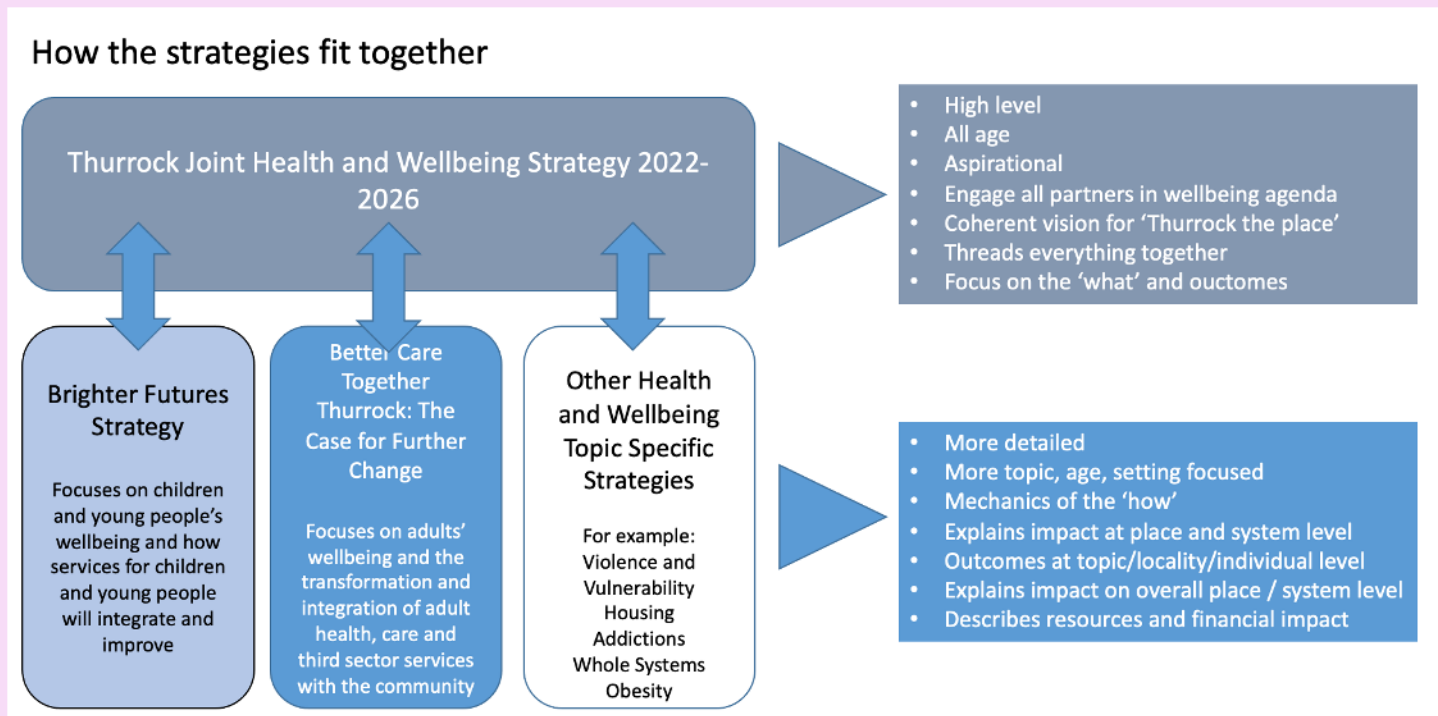 How the strategies fit together
Thurrock Joint Health and Wellbeing Strategy 2022-
2026
• High level
• All age
• Aspirational
• Engage all partners in wellbeing agenda
• Coherent vision for ‘Thurrock the place’
• Threads everything together
• Focus on the ‘what’ and ouctomes
Brighter Futures
Strategy
Focuses on children
and young people’s
wellbeing and how
services for children
and young people
will integrate and
improve
Better Care
Together
Thurrock: The
Case for Further
Change
Focuses on adults’
wellbeing and the
transformation and
integration of adult
health, care and
third sector services
with the community
Other Health
and Wellbeing
Topic Specific
Strategies
For example:
Violence and
Vulnerability
Housing
Addictions
Whole Systems
Obesity
• More detailed
• More topic, age, setting focused
• Mechanics of the ‘how’
• Explains impact at place and system level
• Outcomes at topic/locality/individual level
• Explains impact on overall place / system level
• Describes resources and financial impact